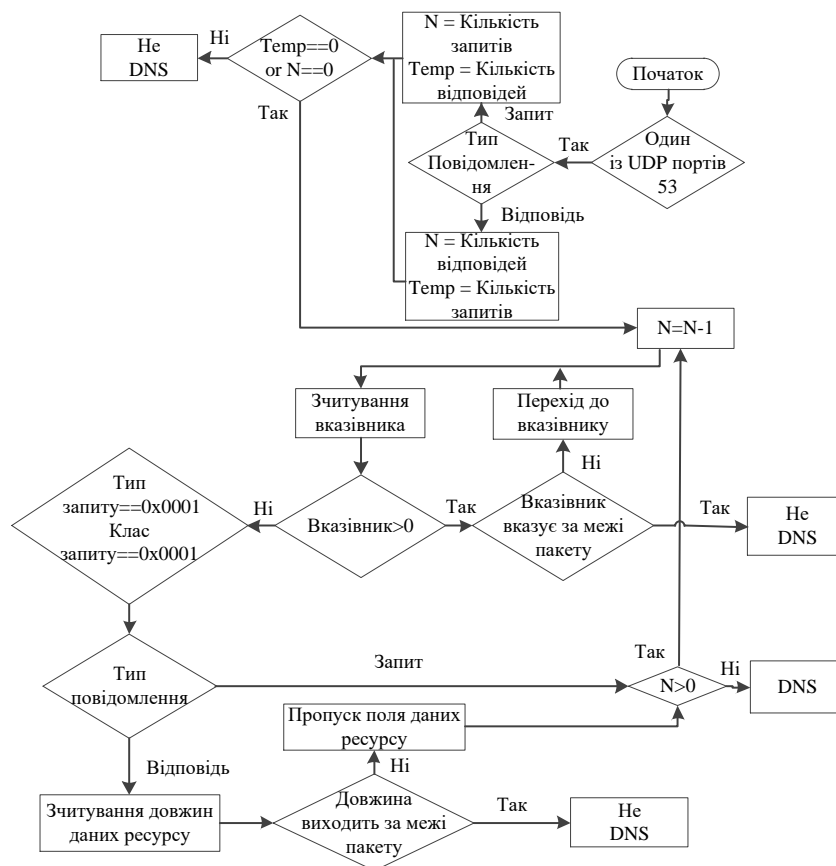 Не
DNS
Ні
Temp==0
or N==0
Так
N = Кількість
запитів
Temp = Кількість
відповідей
Запит
Початок
Один
із UDP портів
53
Так
Тип
Повідомлен-
ня
Відповідь
N = Кількість
відповідей
Temp = Кількість
запитів
N=N-1
Зчитування
вказівника
Перехід до
вказівнику
Ні
Тип
запиту==0x0001
Клас
запиту==0x0001
Ні
Вказівник>0
Так
Вказівник
вказує за межі
пакету
Так
Не
DNS
Тип
повідомлення
Запит
Так
N>0
Ні
DNS
Пропуск поля даних
ресурсу
Відповідь
Ні
Зчитування довжин
даних ресурсу
Довжина
виходить за межі
пакету
Так
Не
DNS